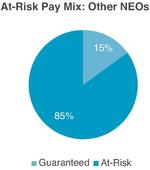 At-Risk Pay Mix: Other NEOs
15%
85%
Guaranteed At-Risk